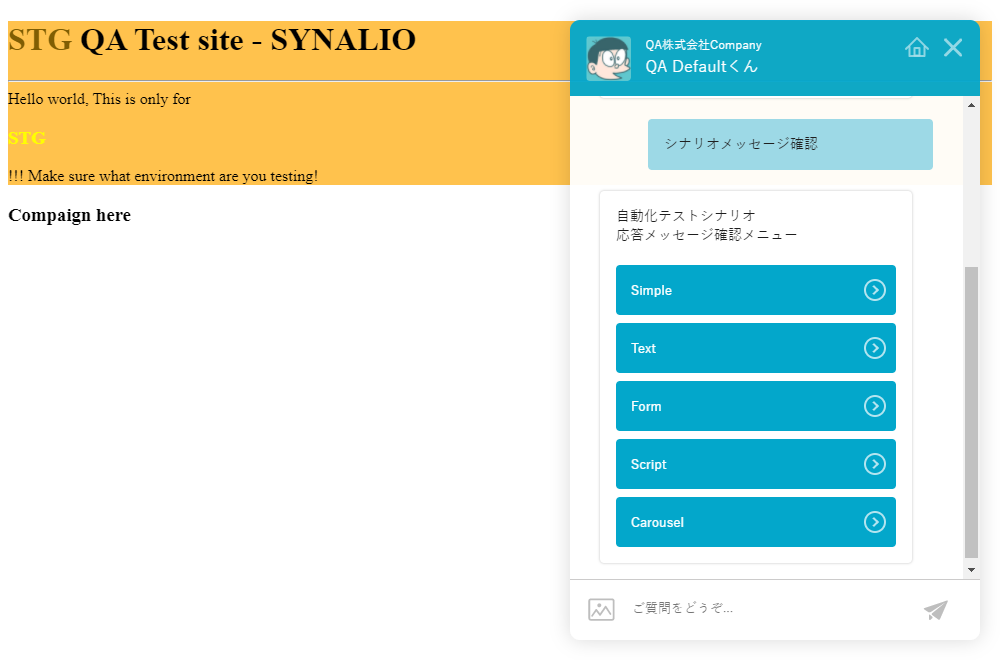 STG QA Test site - SYNALIO
Hello world, This is only for
STG
!!! Make sure what environment are you testing!
Compaign here
QA株式会社Company
QA Defaultくん
シナリオメッセージ確認
自動化テストシナリオ
応答メッセージ確認メニュー
Simple
Text
Form
Script
Carousel
ご質問をどうぞ...